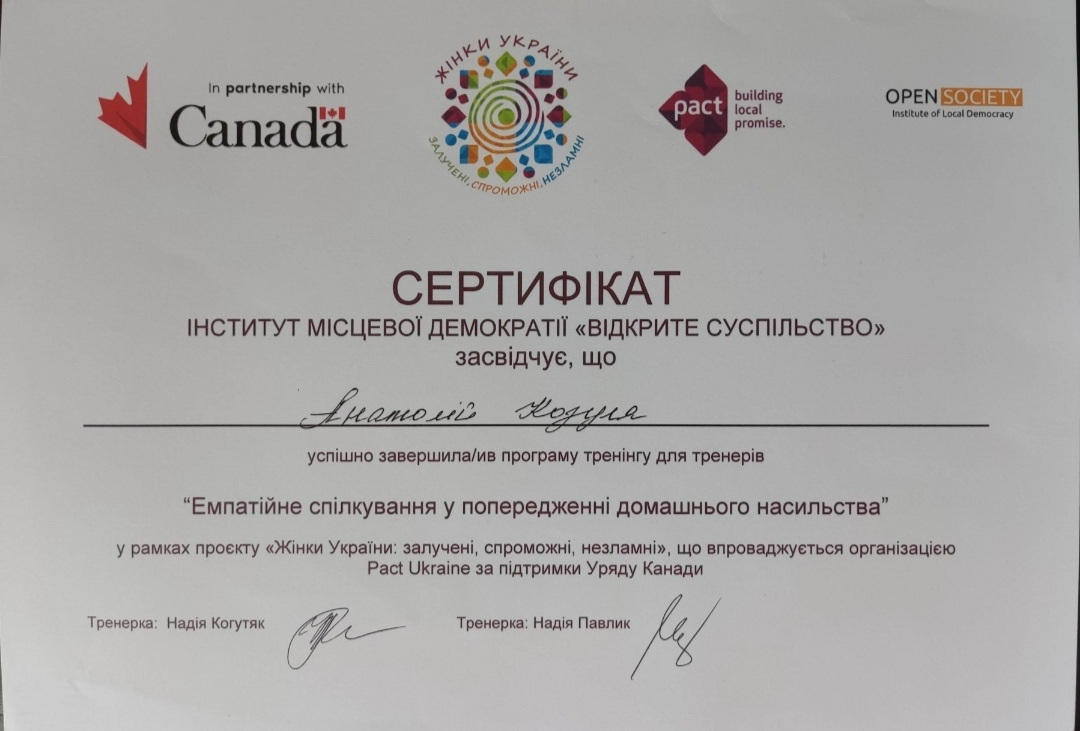 In partnership with
Canada
ЖІНКИ УКРАЇНИ
ЗАЛУЧЕНІ, СПРОМОЖНІ, НЕЗЛАМНІ
pact
building
local
promise.
OPEN SOCIETY
Institute of Local Democracy
СЕРТИФІКАТ
ІНСТИТУТ МІСЦЕВОЇ ДЕМОКРАТІЇ «ВІДКРИТЕ СУСПІЛЬСТВО»
засвідчує, що
Анатолій Козуля
успішно завершила/ив програму тренінгу для тренерів
“Емпатійне спілкування у попередженні домашнього насильства”
у рамках проєкту «Жінки України: залучені, спроможні, незламні», що впроваджується організацією
Pact Ukraine за підтримки Уряду Канади
Тренерка: Надія Когутяк
Тренерка: Надія Павлик